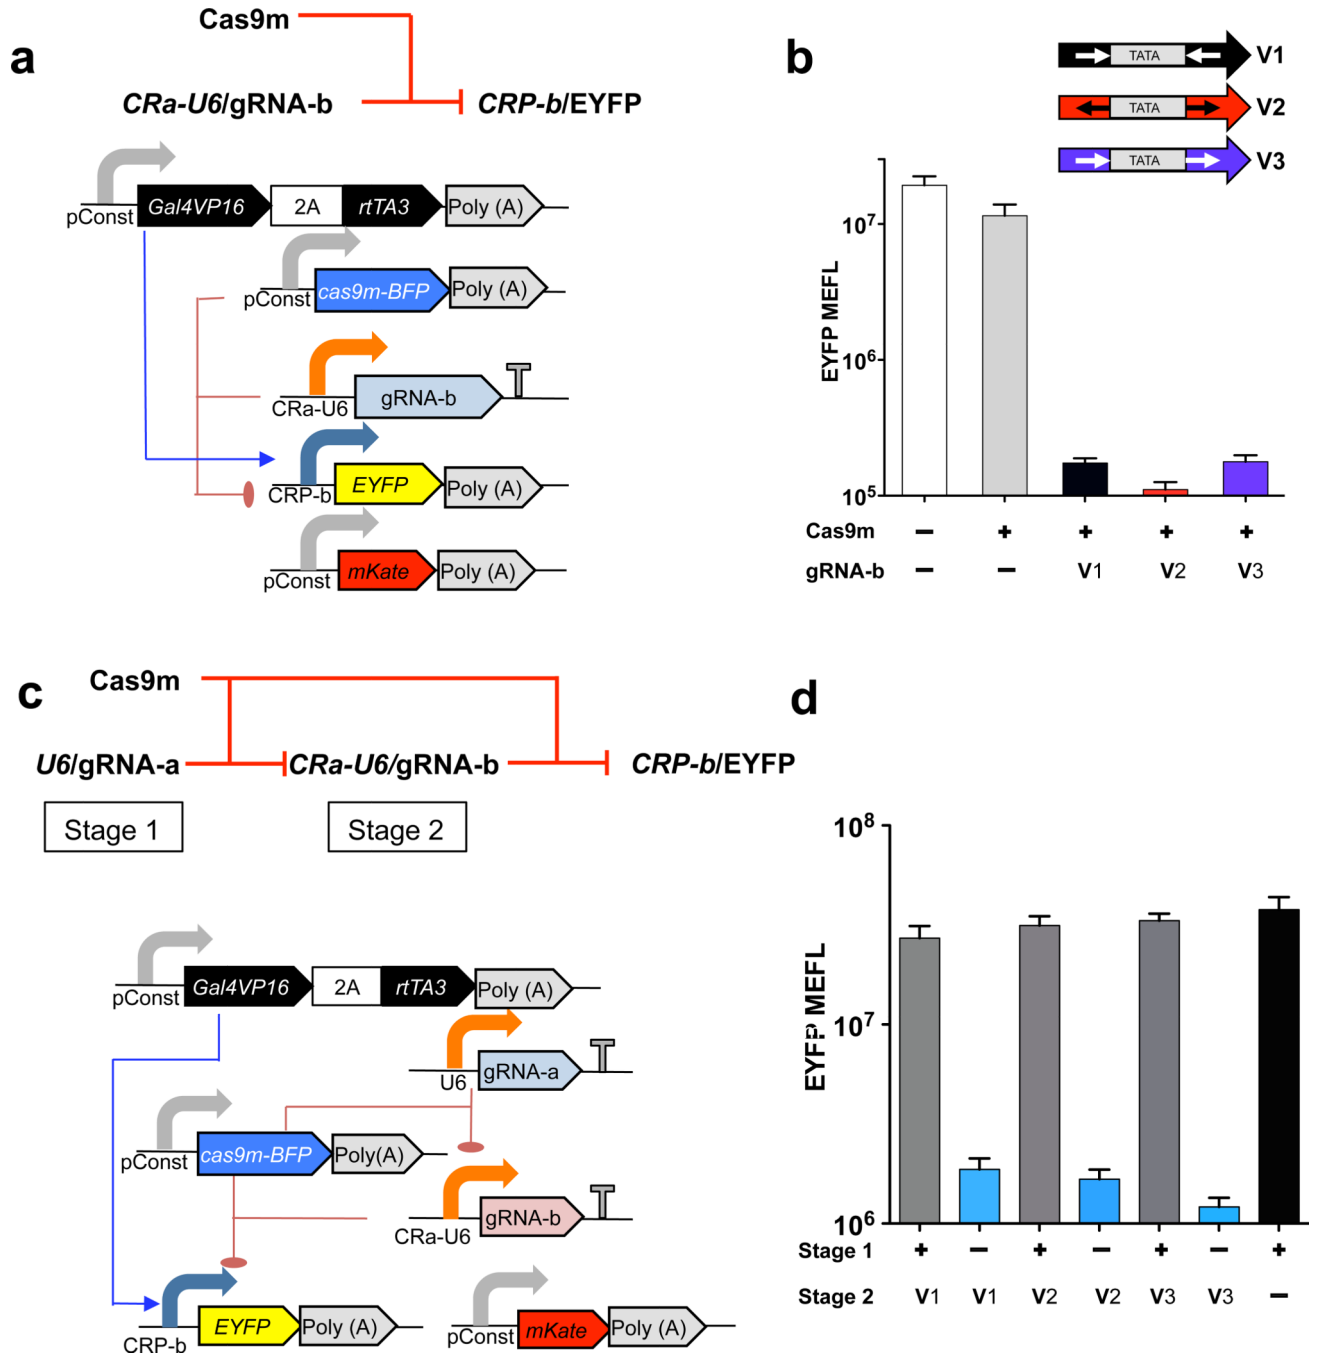 a
Cas9m
CRa-U6/gRNA-b
CRP-b/EYFP
pConst
Gal4VP16
2A
rtTA3
Poly (A)
pConst
cas9m-BFP
Poly (A)
CRa-U6
gRNA-b
T
CRP-b
EYFP
Poly (A)
pConst
mKate
Poly (A)
b
TATA
V1
TATA
V2
TATA
V3
EYFP MEFL
10^7
10^6
10^5
Cas9m − + + + +
gRNA-b − − V1 V2 V3
c
Cas9m
U6/gRNA-a
CRa-U6/gRNA-b
CRP-b/EYFP
Stage 1
Stage 2
pConst
Gal4VP16
2A
rtTA3
Poly (A)
U6
gRNA-a
T
pConst
cas9m-BFP
Poly(A)
CRa-U6
gRNA-b
T
CRP-b
EYFP
Poly (A)
pConst
mKate
Poly (A)
d
EYFP MEFL
10^8
10^7
10^6
Stage 1 + − + − + − +
Stage 2 V1 V1 V2 V2 V3 V3 −